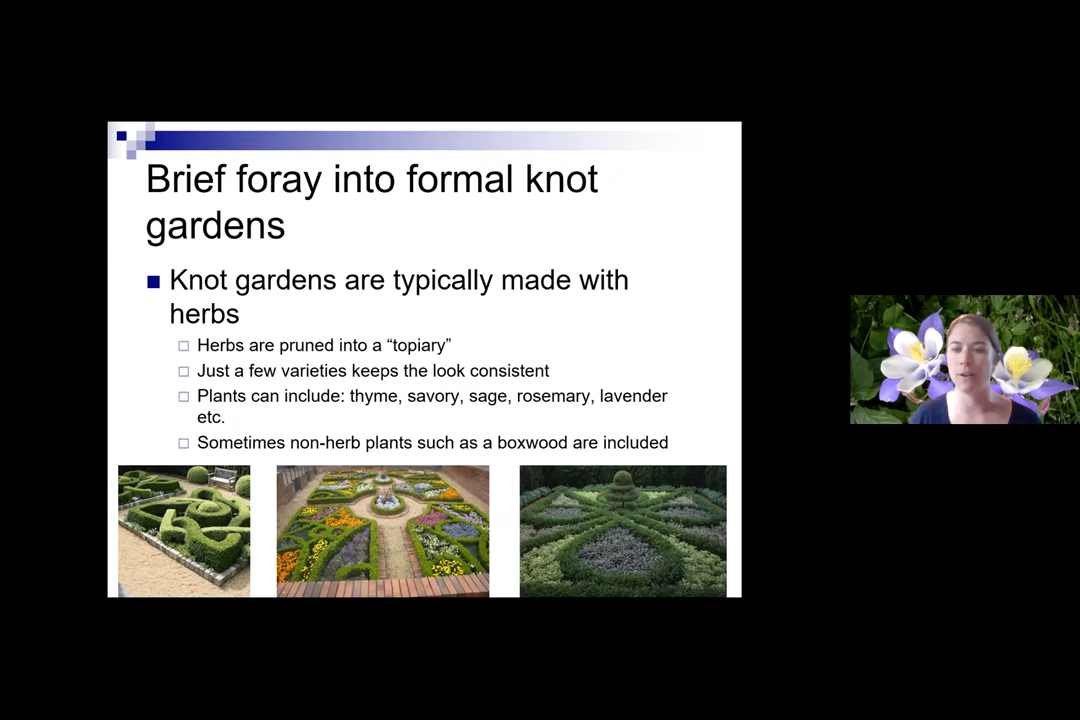 Brief foray into formal knot
gardens
Knot gardens are typically made with
herbs
Herbs are pruned into a “topiary”
Just a few varieties keeps the look consistent
Plants can include: thyme, savory, sage, rosemary, lavender
etc.
Sometimes non-herb plants such as a boxwood are included